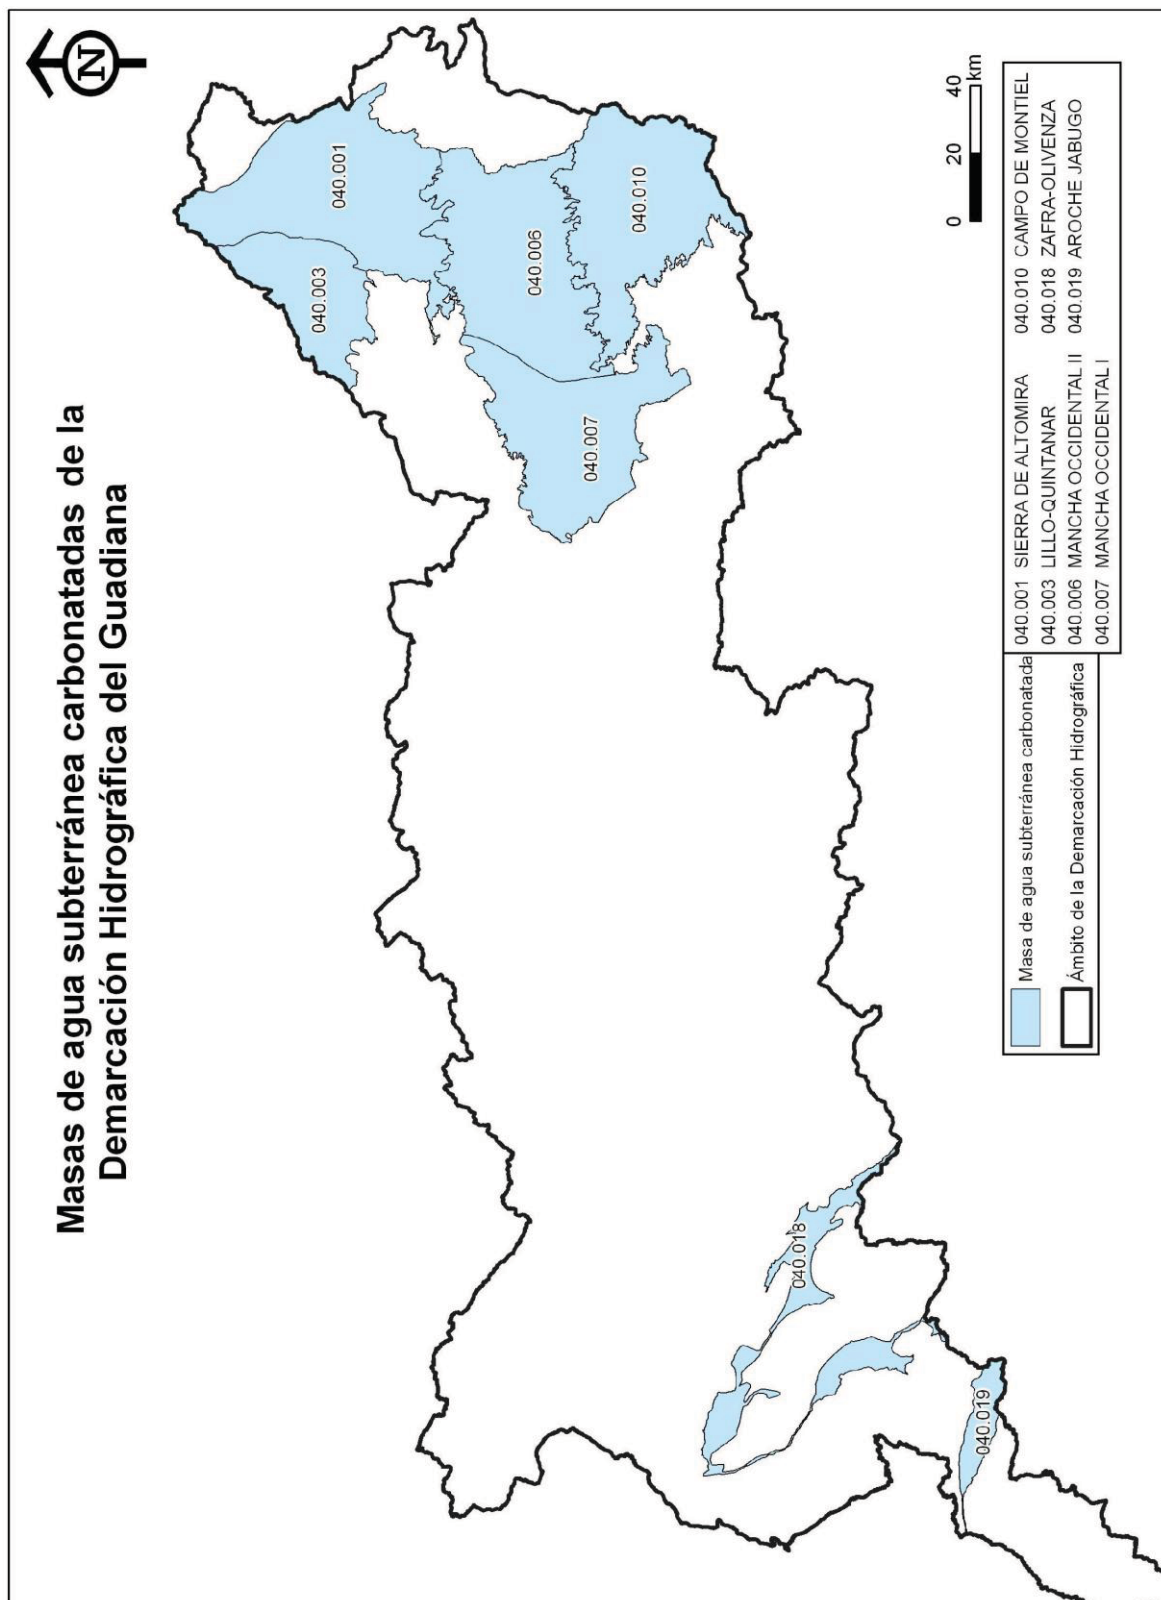 Masas de agua subterránea carbonatadas de la
Demarcación Hidrográfica del Guadiana
N
040.001
040.003
040.006
040.010
040.007
040.018
040.019
0 20 40
km
Masa de agua subterránea carbonatada
Ámbito de la Demarcación Hidrográfica
040.001 SIERRA DE ALTOMIRA
040.003 LILLO-QUINTANAR
040.006 MANCHA OCCIDENTAL II
040.007 MANCHA OCCIDENTAL I
040.010 CAMPO DE MONTIEL
040.018 ZAFRA-OLIVENZA
040.019 AROCHE JABUGO